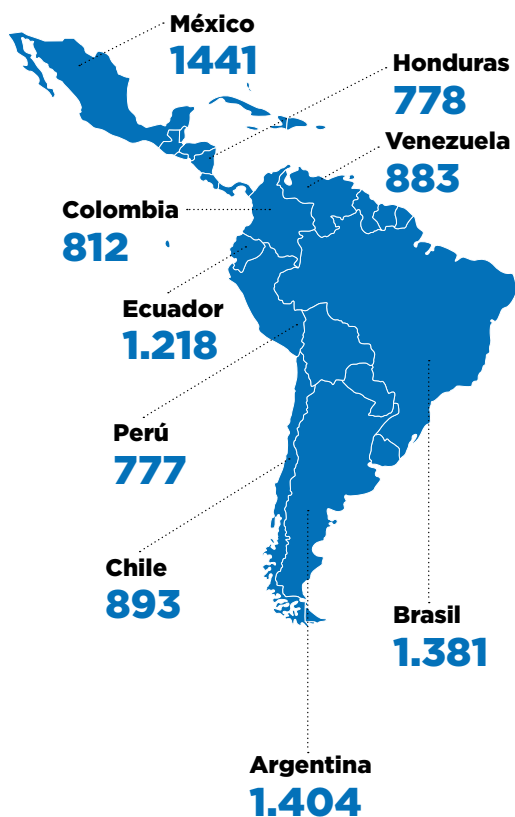 México
1441
Honduras
778
Venezuela
883
Colombia
812
Ecuador
1.218
Perú
777
Chile
893
Brasil
1.381
Argentina
1.404